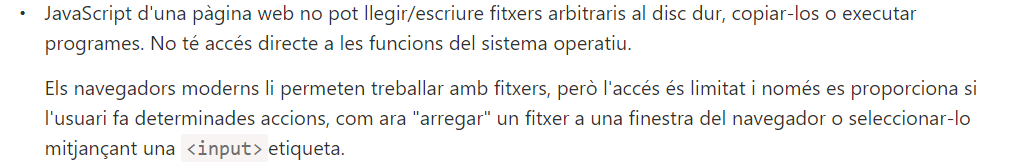 • JavaScript d'una pàgina web no pot llegir/escriure fitxers arbitraris al disc dur, copiar-los o executar
programes. No té accés directe a les funcions del sistema operatiu.
Els navegadors moderns li permeten treballar amb fitxers, però l'accés és limitat i només es proporciona si
l'usuari fa determinades accions, com ara "arregar" un fitxer a una finestra del navegador o seleccionar-lo
mitjançant una <input> etiqueta.